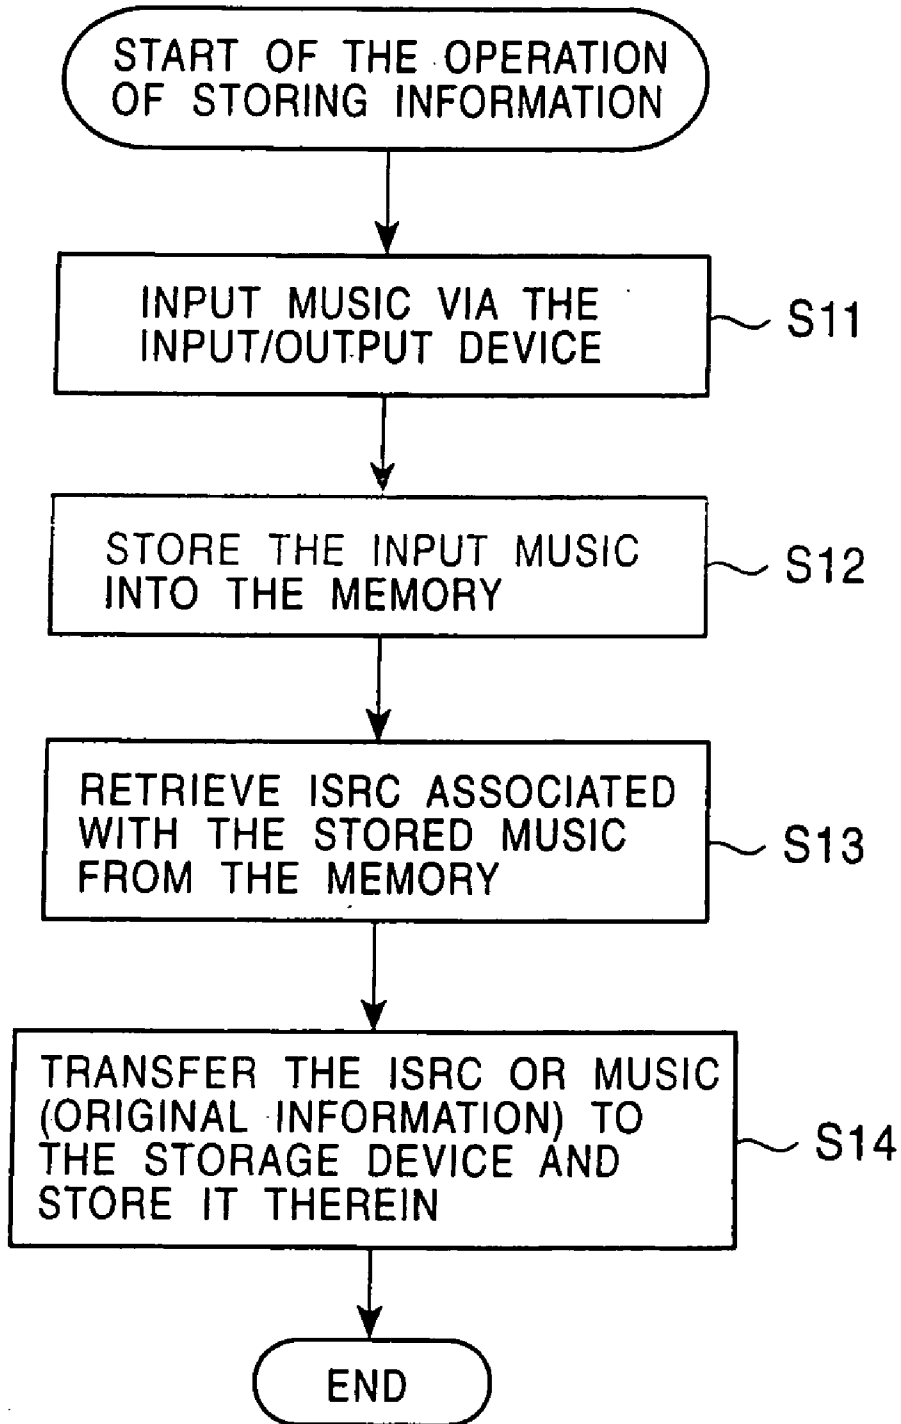 START OF THE OPERATION
OF STORING INFORMATION
INPUT MUSIC VIA THE
INPUT/OUTPUT DEVICE
S11
STORE THE INPUT MUSIC
INTO THE MEMORY
S12
RETRIEVE ISRC ASSOCIATED
WITH THE STORED MUSIC
FROM THE MEMORY
S13
TRANSFER THE ISRC OR MUSIC
(ORIGINAL INFORMATION) TO
THE STORAGE DEVICE AND
STORE IT THEREIN
S14
END